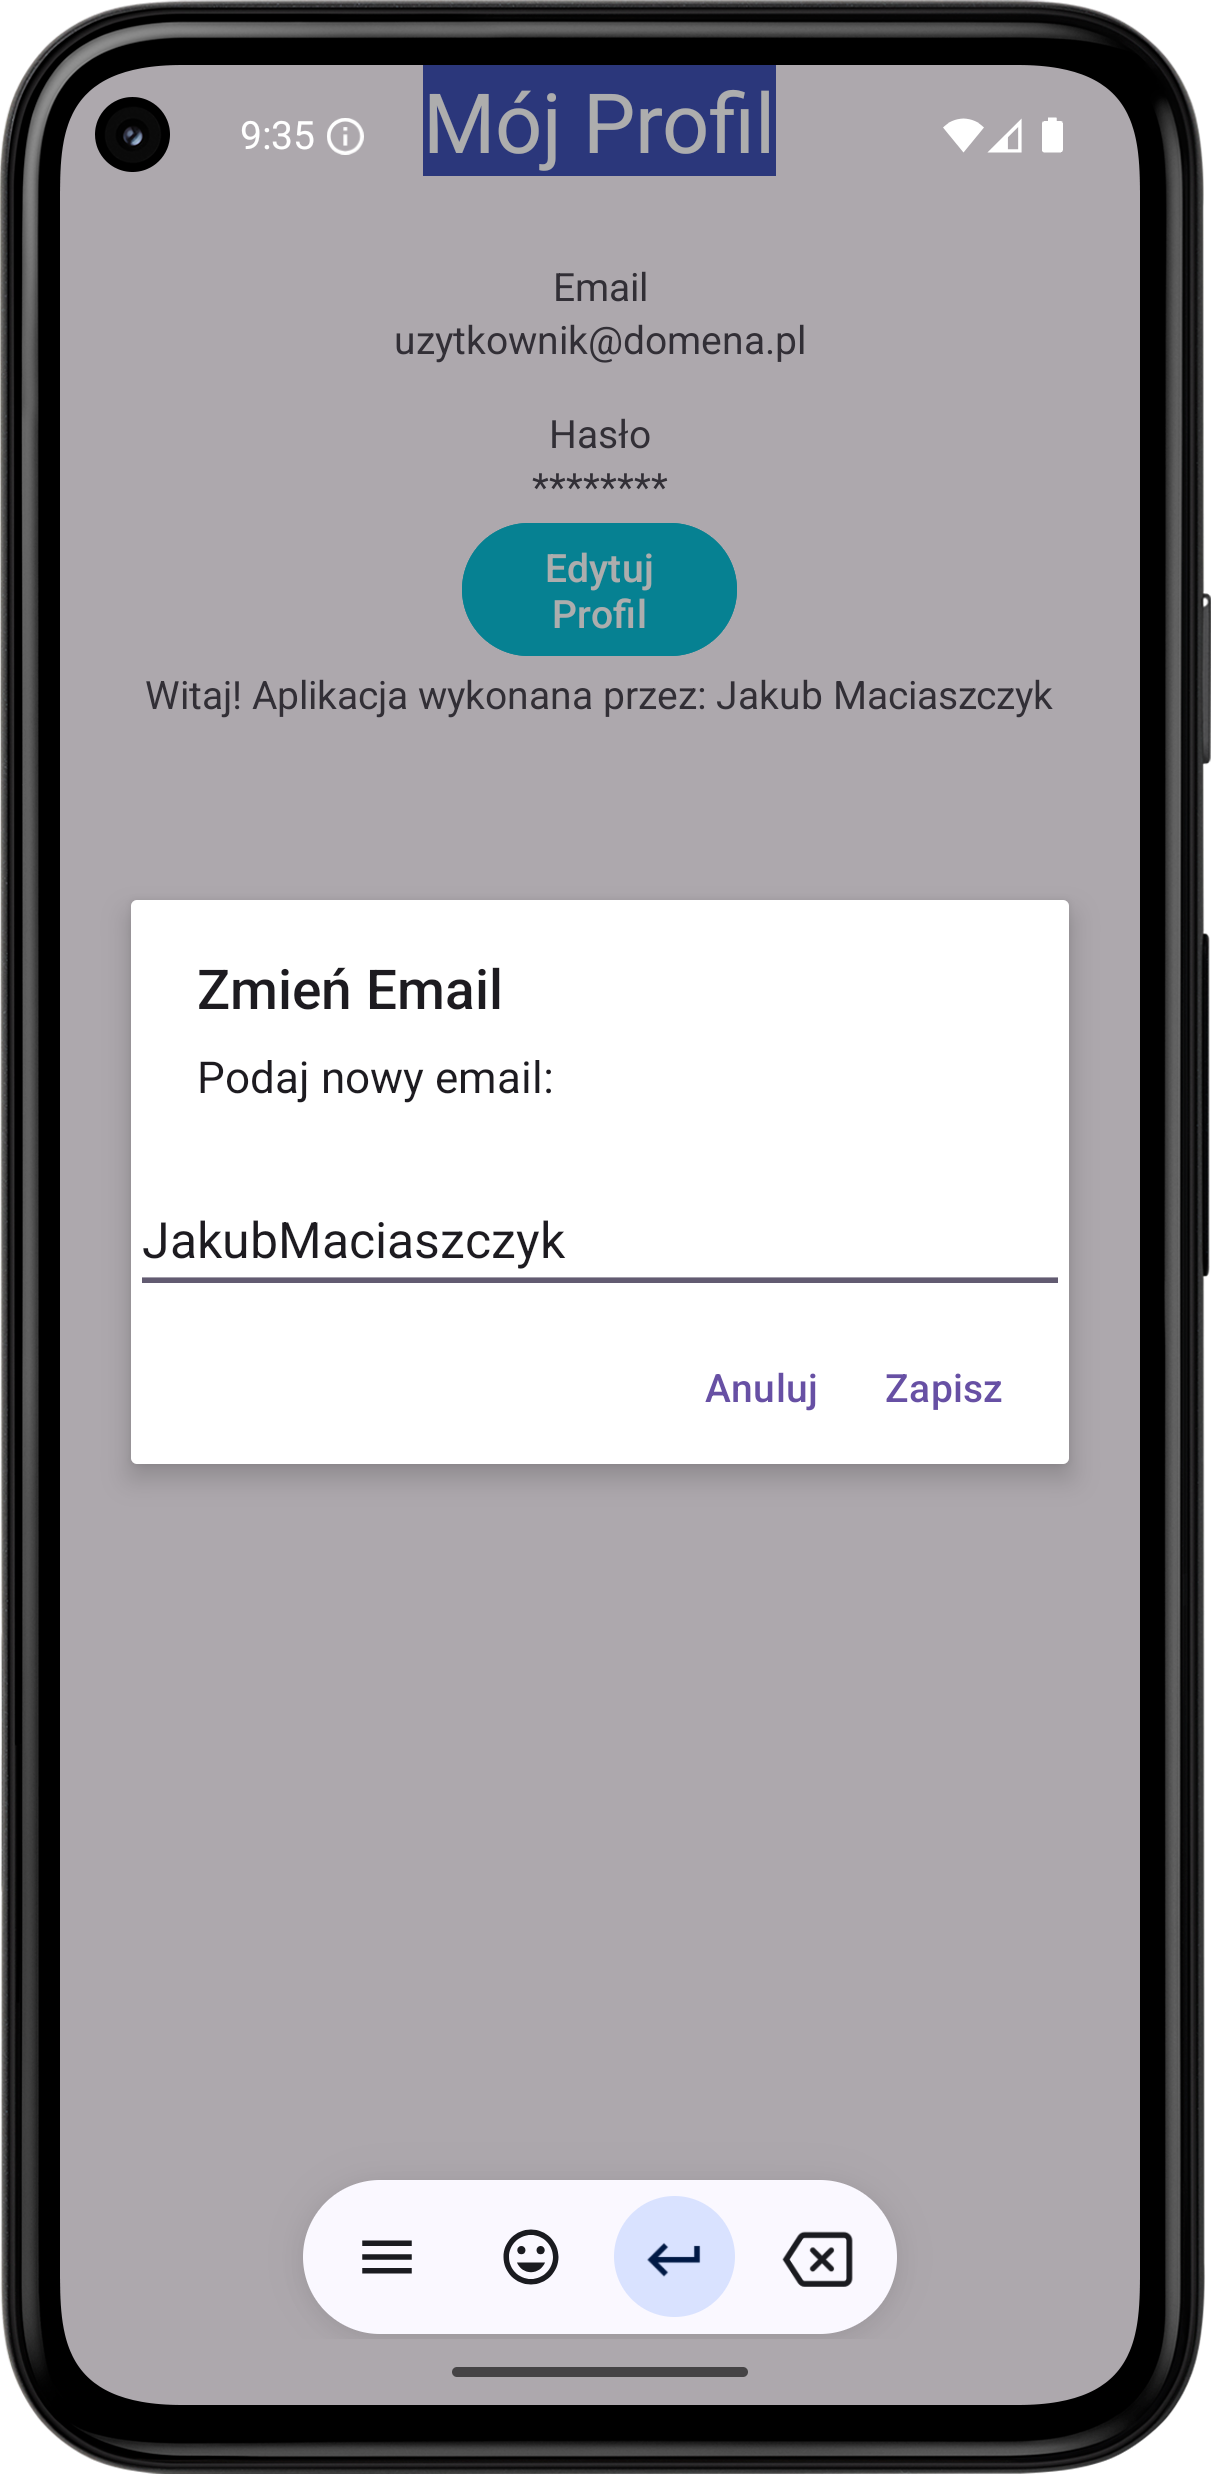 9:35
Mój Profil
Email
uzytkownik@domena.pl
Hasło
********
Edytuj
Profil
Witaj! Aplikacja wykonana przez: Jakub Maciaszczyk
Zmień Email
Podaj nowy email:
JakubMaciaszczyk
Anuluj Zapisz